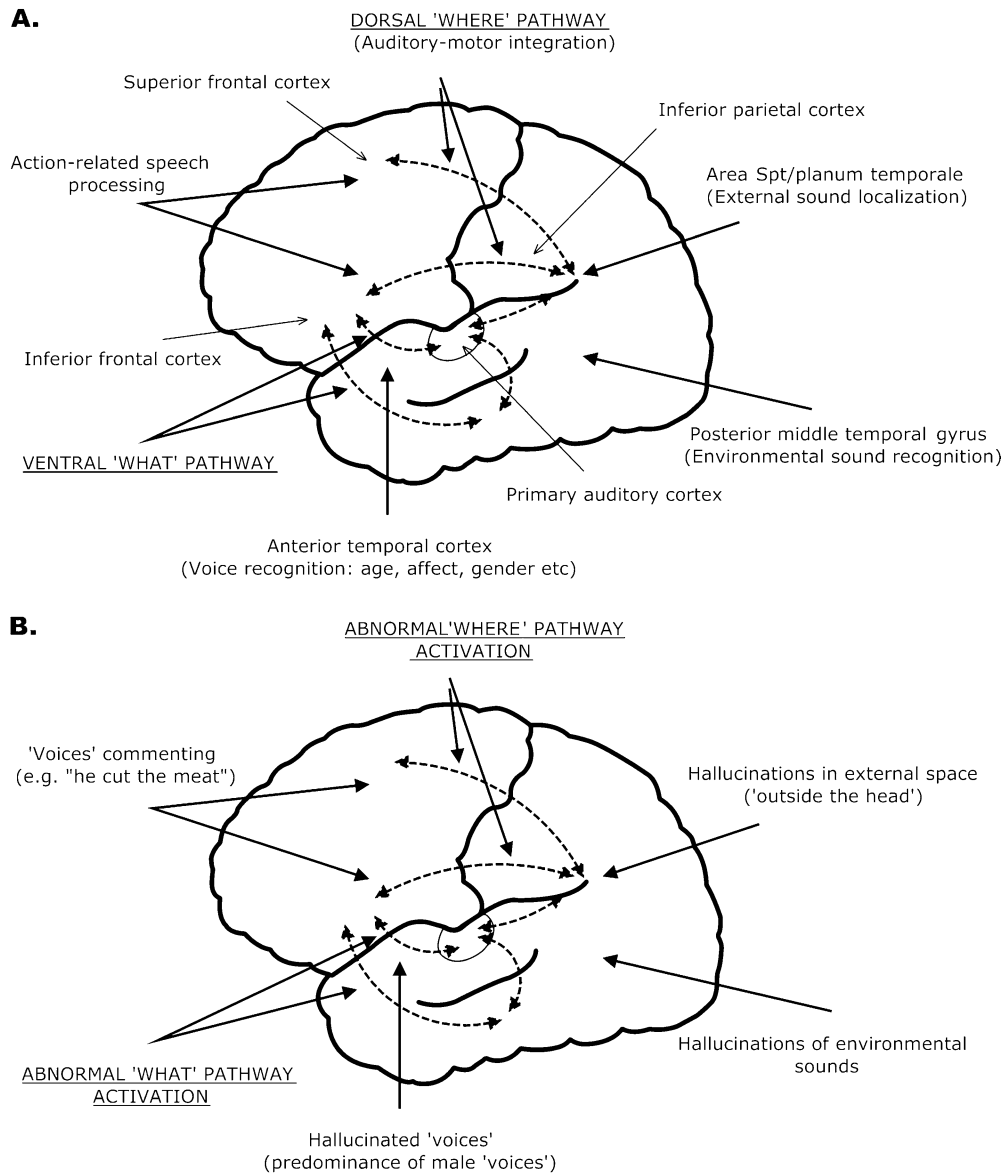 A.
DORSAL 'WHERE' PATHWAY
(Auditory-motor integration)
Superior frontal cortex
Inferior parietal cortex
Action-related speech
processing
Area Spt/planum temporale
(External sound localization)
Inferior frontal cortex
VENTRAL 'WHAT' PATHWAY
Posterior middle temporal gyrus
(Environmental sound recognition)
Primary auditory cortex
Anterior temporal cortex
(Voice recognition: age, affect, gender etc)
B.
ABNORMAL'WHERE' PATHWAY
ACTIVATION
'Voices' commenting
(e.g. "he cut the meat")
Hallucinations in external space
('outside the head')
Hallucinations of environmental
sounds
ABNORMAL 'WHAT' PATHWAY
ACTIVATION
Hallucinated 'voices'
(predominance of male 'voices')